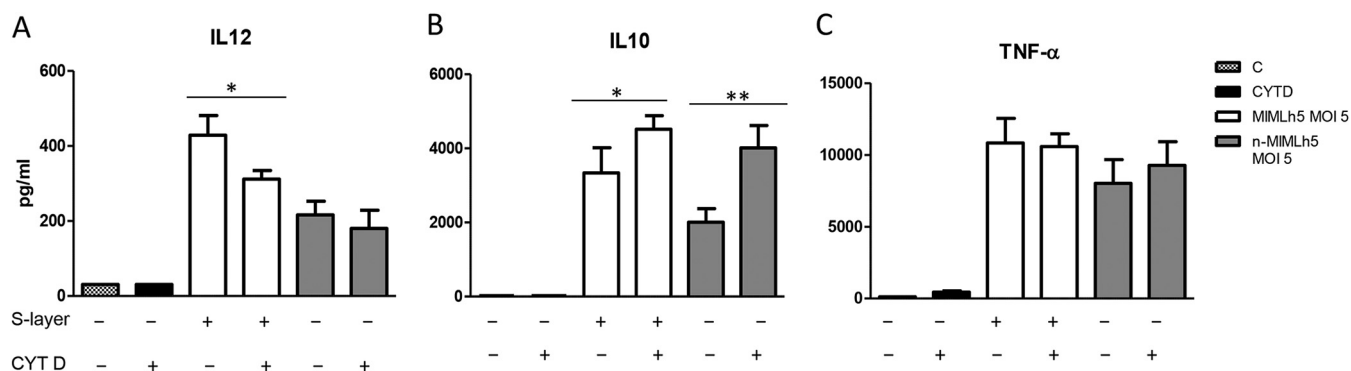 A
IL12
600
400
200
0
pg/ml
*
S-layer – – + + – –
CYT D – + – + – +
B
IL10
6000
4000
2000
0
*
**
– – + + – –
– + – + – +
C
TNF-α
15000
10000
5000
0
– – + + – –
– + – + – +
C
CYTD
MIMLh5 MOI 5
n-MIMLh5
MOI 5